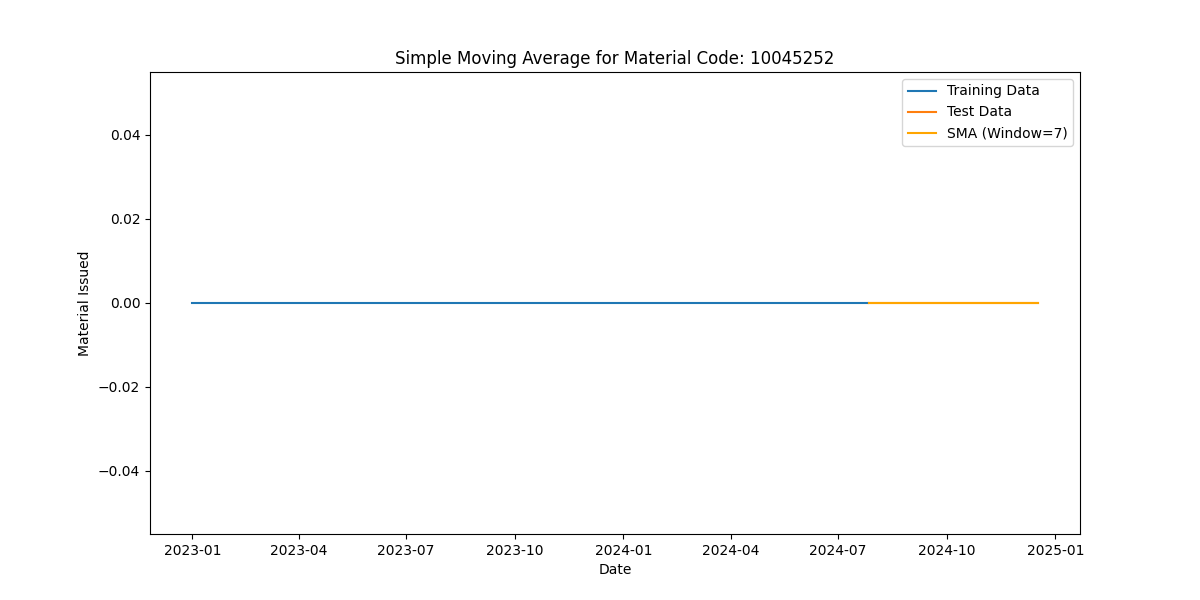 Simple Moving Average for Material Code: 10045252
Training Data
Test Data
SMA (Window=7)
0.04
0.02
0.00
−0.02
−0.04
Material Issued
2023-01 2023-04 2023-07 2023-10 2024-01 2024-04 2024-07 2024-10 2025-01
Date